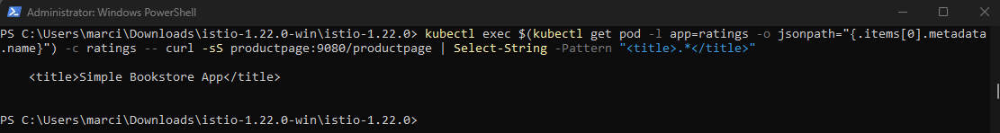 Administrator: Windows PowerShell
PS C:\Users\marci\Downloads\istio-1.22.0-win\istio-1.22.0> kubectl exec $(kubectl get pod -l app=ratings -o jsonpath="{.items[0].metadata
.name}") -c ratings -- curl -sS productpage:9080/productpage | Select-String -Pattern "<title>.*</title>"
<title>Simple Bookstore App</title>
PS C:\Users\marci\Downloads\istio-1.22.0-win\istio-1.22.0>